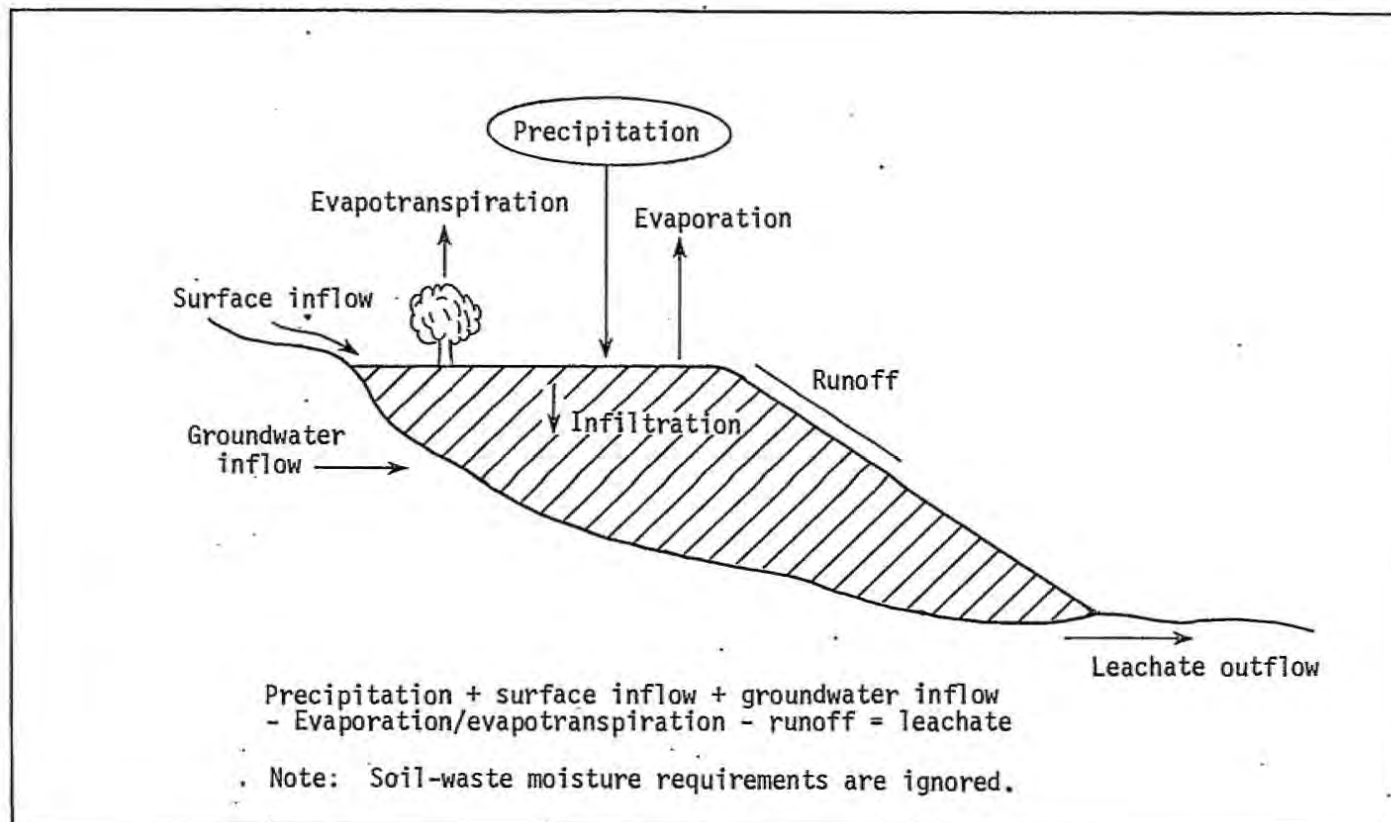 Precipitation
Evapotranspiration
Evaporation
Surface inflow
Runoff
Infiltration
Groundwater
inflow
Leachate outflow
Precipitation + surface inflow + groundwater inflow
- Evaporation/evapotranspiration - runoff = leachate
Note: Soil-waste moisture requirements are ignored.